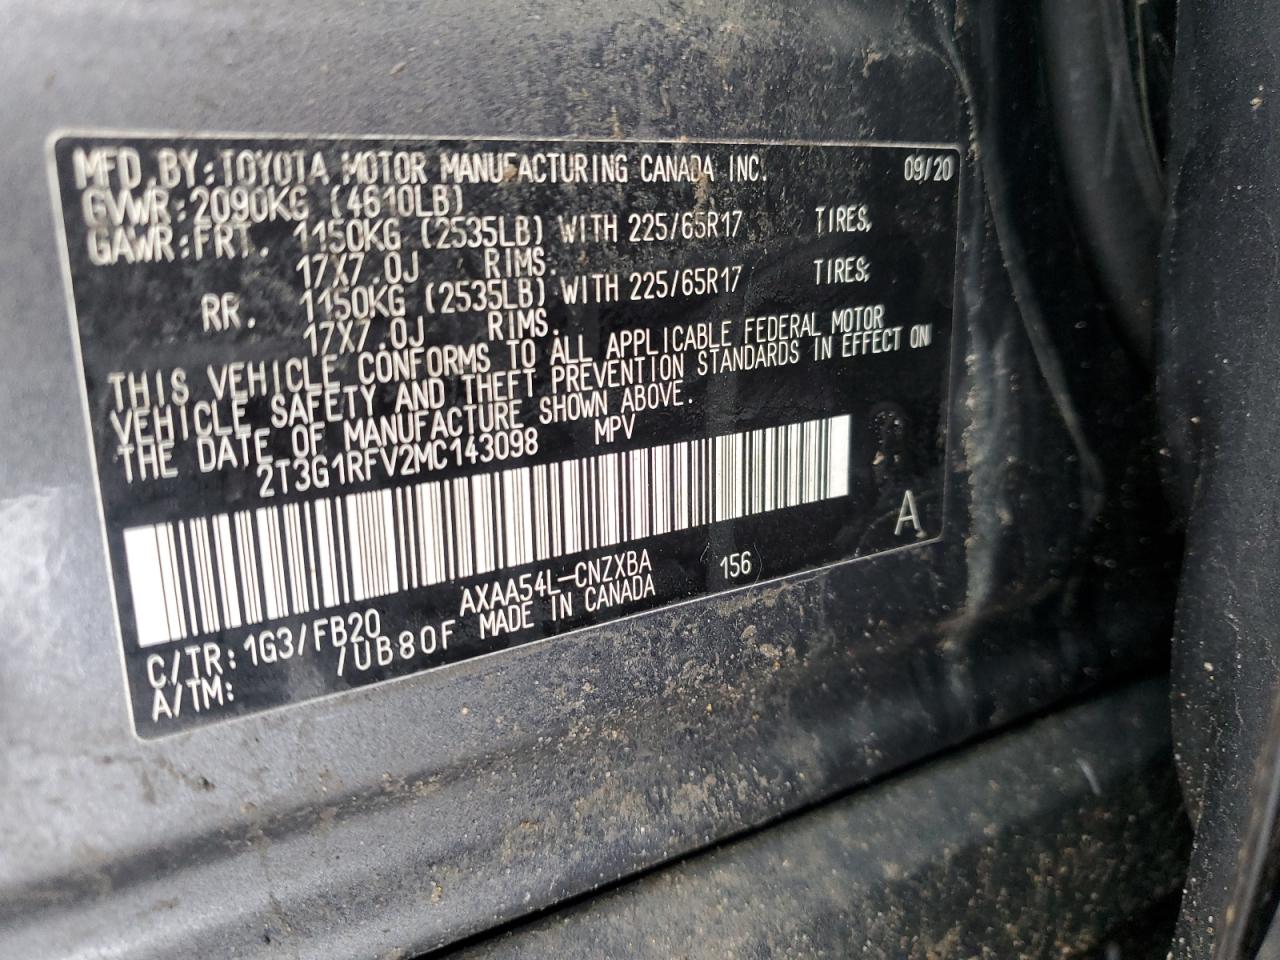 MFD.BY:TOYOTA MOTOR MANUFACTURING CANADA INC. 09/20
GVWR:2090KG (4610LB)
GAWR:FRT. 1150KG (2535LB) WITH 225/65R17 TIRES,
17X7.0J RIMS.
RR. 1150KG (2535LB) WITH 225/65R17 TIRES;
17X7.0J RIMS.
THIS VEHICLE CONFORMS TO ALL APPLICABLE FEDERAL MOTOR
VEHICLE SAFETY AND THEFT PREVENTION STANDARDS IN EFFECT ON
THE DATE OF MANUFACTURE SHOWN ABOVE.
2T3G1RFV2MC143098 MPV
A
C/TR:1G3/FB20 AXAA54L-CNZXBA 156
A/TM: /UB80F MADE IN CANADA